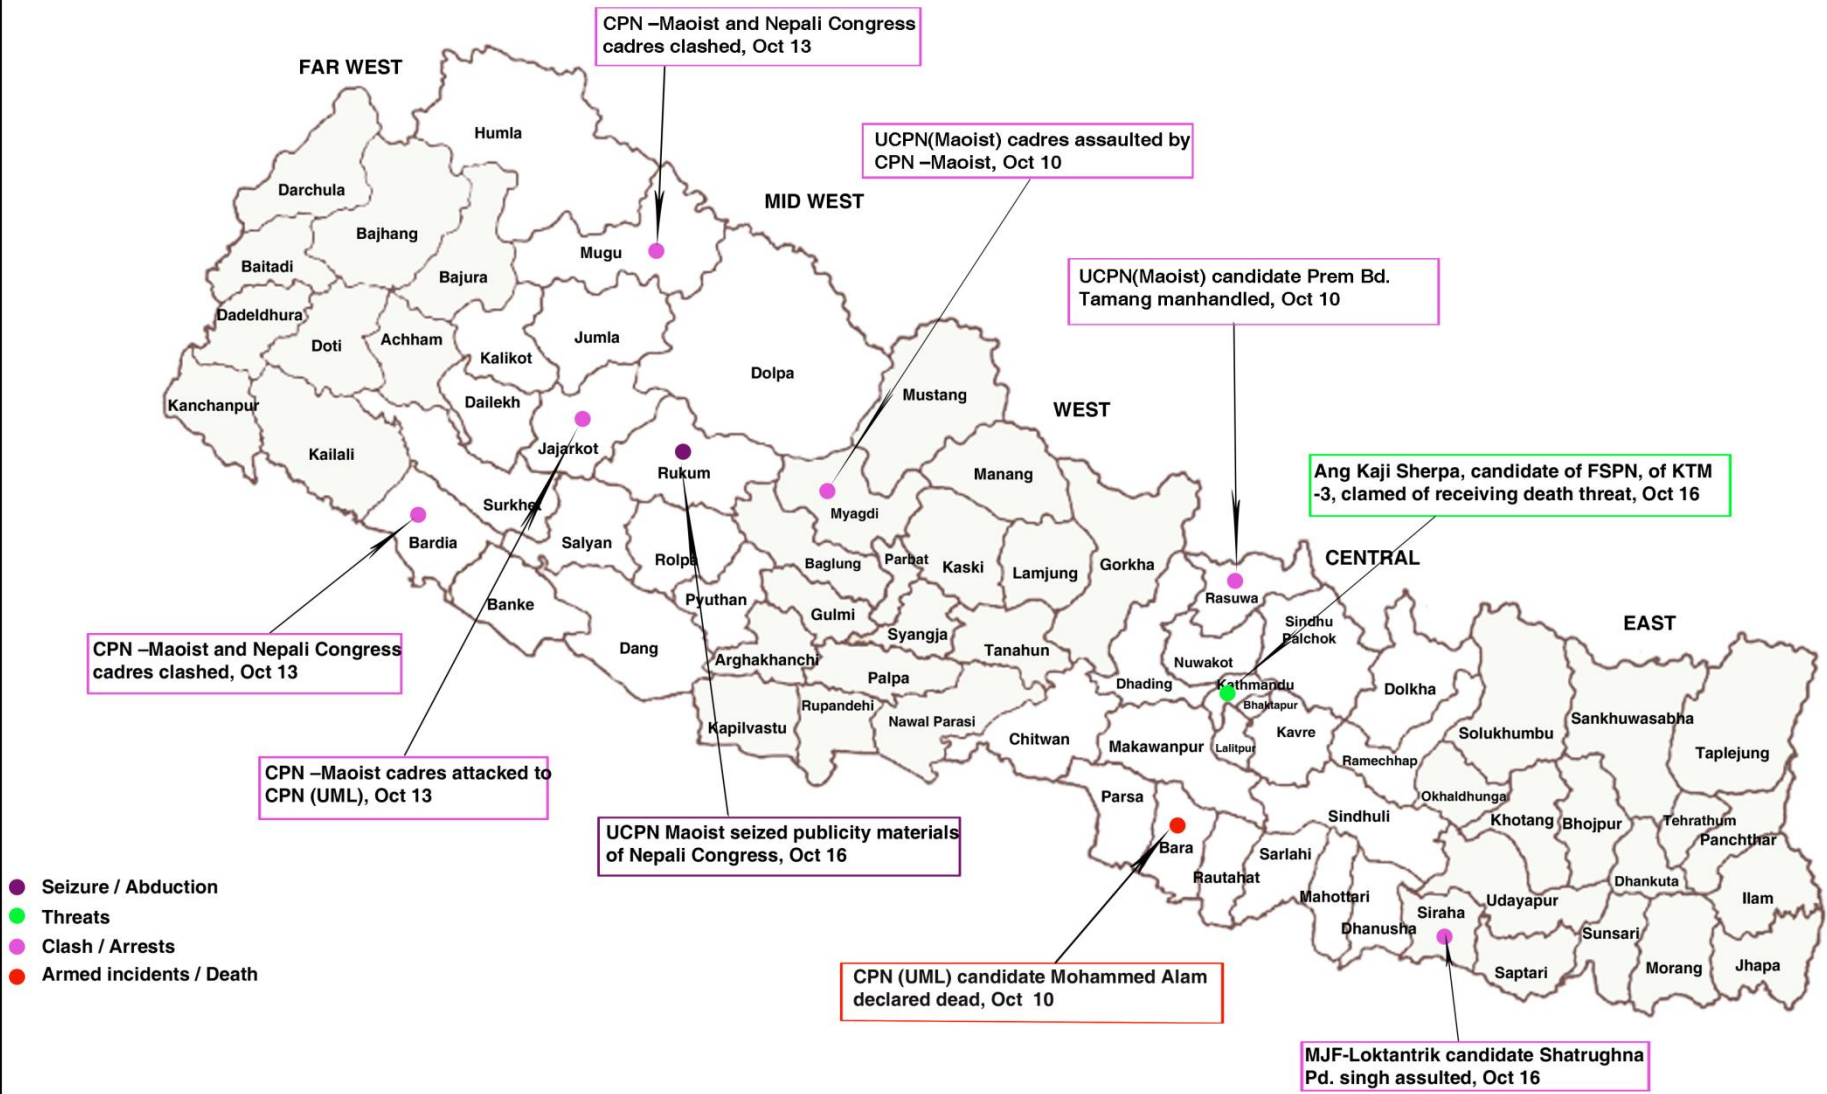 CPN –Maoist and Nepali Congress
cadres clashed, Oct 13
FAR WEST
Humla
UCPN(Maoist) cadres assaulted by
CPN –Maoist, Oct 10
Darchula
MID WEST
Bajhang
Mugu
Baitadi
Bajura
UCPN(Maoist) candidate Prem Bd.
Tamang manhandled, Oct 10
Dadeldhura
Doti
Achham
Jumla
Kalikot
Dolpa
Mustang
Kanchanpur
Dailekh
WEST
Kailali
Jajarkot
Rukum
Manang
Ang Kaji Sherpa, candidate of FSPN, of KTM
-3, clamed of receiving death threat, Oct 16
Surkhet
Myagdi
Bardia
Salyan
Rolpa
Baglung
Parbat
Kaski
Lamjung
Gorkha
CENTRAL
Banke
Pyuthan
Gulmi
Rasuwa
Sindhu
Palchok
EAST
Syangja
Tanahun
CPN –Maoist and Nepali Congress
cadres clashed, Oct 13
Dang
Arghakhanchi
Palpa
Nuwakot
Dhading
Kathmandu
Dolkha
Bhaktapur
Rupandehi
Kapilvastu
Nawal Parasi
Chitwan
Makawanpur
Lalitpur
Kavre
Ramechhap
Solukhumbu
Sankhuwasabha
Taplejung
CPN –Maoist cadres attacked to
CPN (UML), Oct 13
Parsa
Okhaldhunga
UCPN Maoist seized publicity materials
of Nepali Congress, Oct 16
Bara
Sindhuli
Khotang
Bhojpur
Tehrathum
Panchthar
Sarlahi
Rautahat
Dhankuta
Mahottari
Udayapur
Ilam
Siraha
Dhanusha
Sunsari
Saptari
Morang
Jhapa
Seizure / Abduction
Threats
Clash / Arrests
Armed incidents / Death
CPN (UML) candidate Mohammed Alam
declared dead, Oct 10
MJF-Loktantrik candidate Shatrughna
Pd. singh assulted, Oct 16